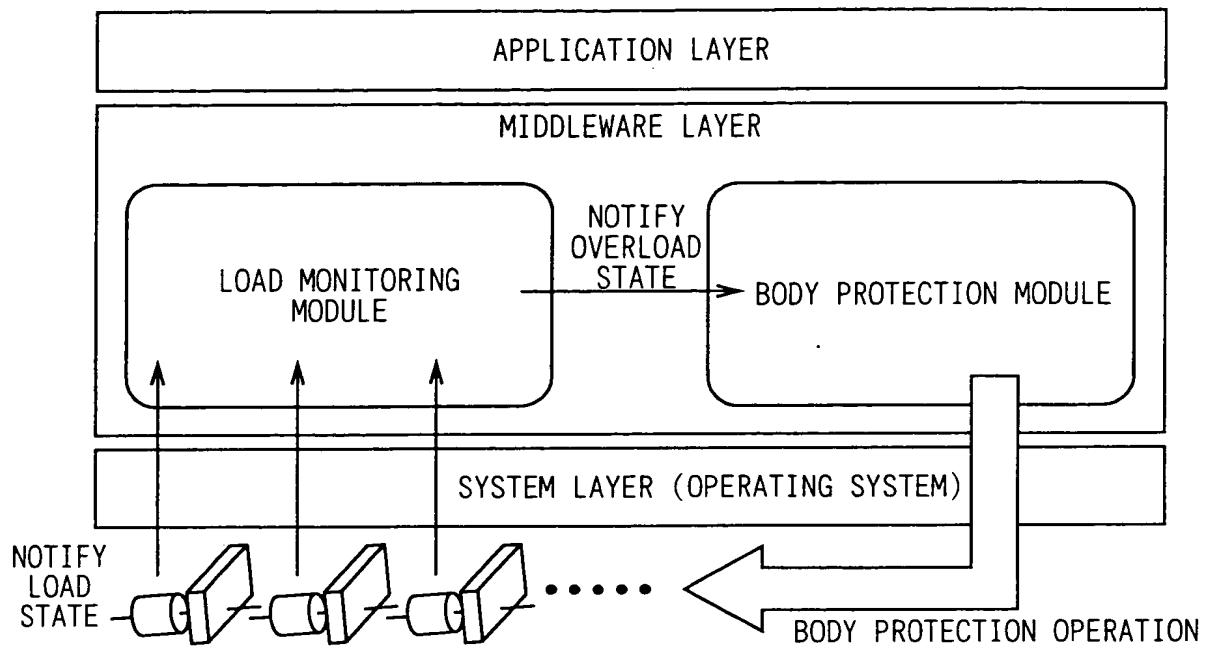 APPLICATION LAYER
MIDDLEWARE LAYER
LOAD MONITORING
MODULE
NOTIFY
OVERLOAD
STATE
BODY PROTECTION MODULE
SYSTEM LAYER (OPERATING SYSTEM)
NOTIFY
LOAD
STATE
BODY PROTECTION OPERATION